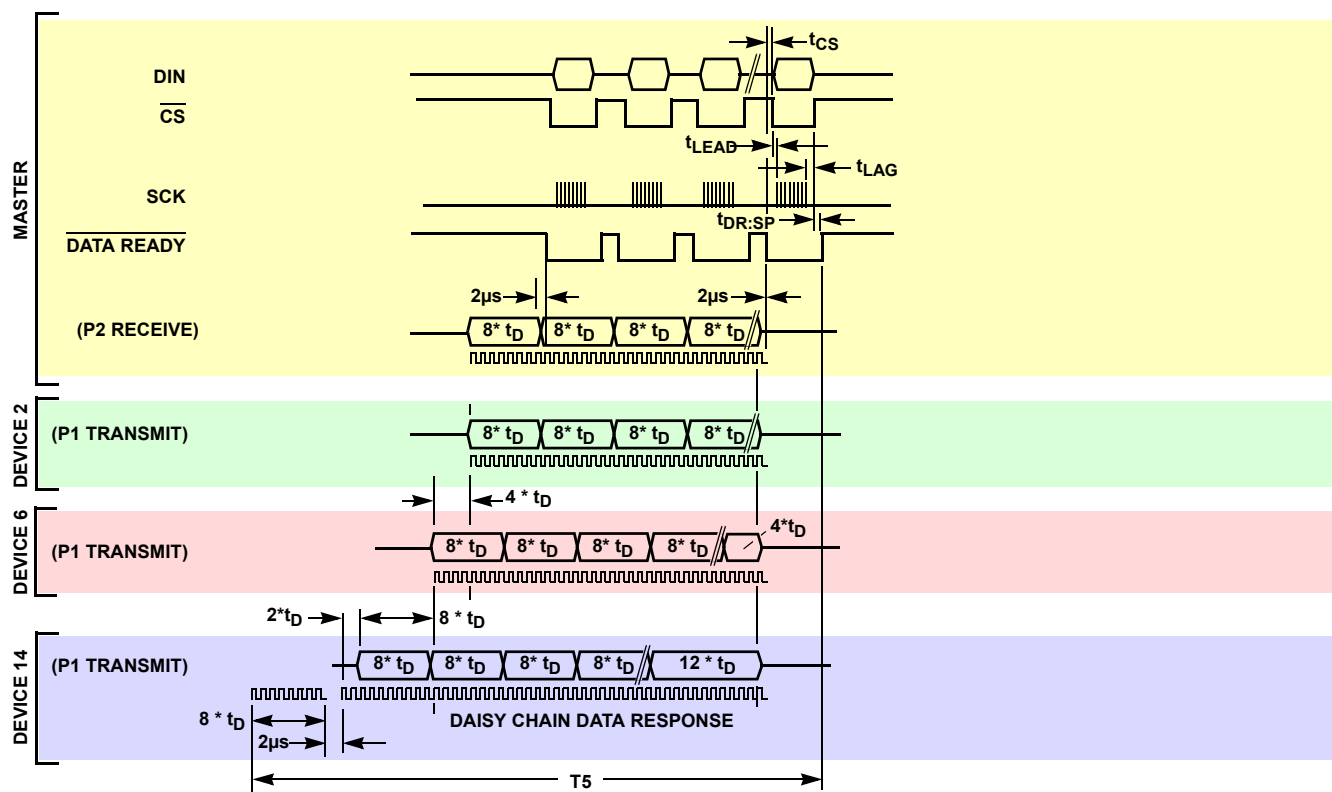 MASTER
DIN
CS
SCK
DATA READY
(P2 RECEIVE)
tCS
tLEAD
tLAG
tDR:SP
2µs
2µs
8* tD
8* tD
8* tD
8* tD
DEVICE 2
(P1 TRANSMIT)
8* tD
8* tD
8* tD
8* tD
4 * tD
DEVICE 6
(P1 TRANSMIT)
8* tD
8* tD
8* tD
8* tD
4*tD
2*tD
8 * tD
DEVICE 14
(P1 TRANSMIT)
8* tD
8* tD
8* tD
8* tD
12 * tD
8 * tD
DAISY CHAIN DATA RESPONSE
2µs
T5